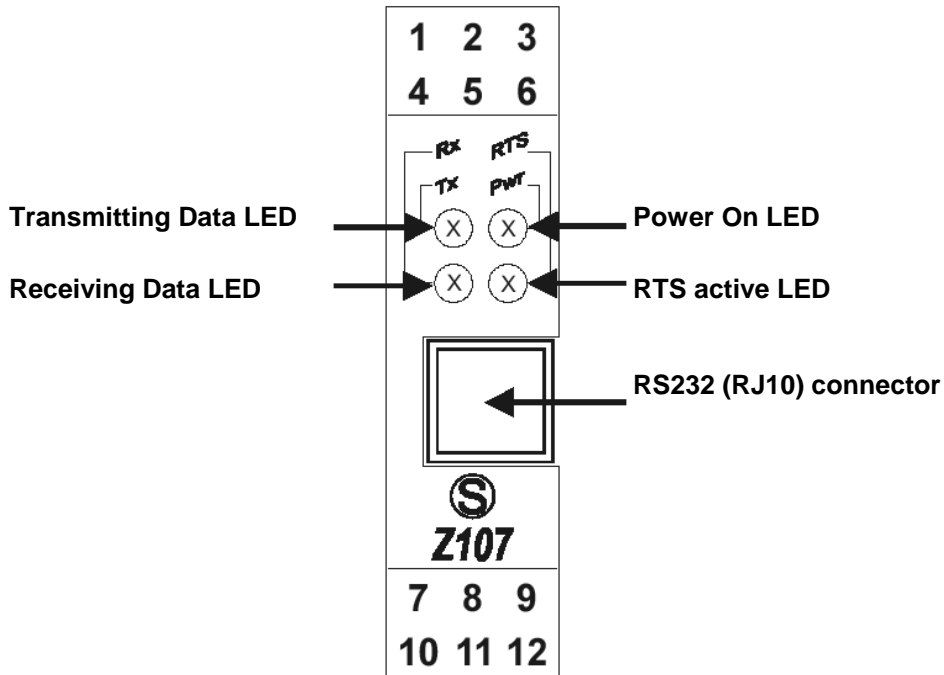 1 2 3
4 5 6
Rx RTS
Tx Pwr
Transmitting Data LED
X X
Power On LED
Receiving Data LED
X X
RTS active LED
RS232 (RJ10) connector
S
Z107
7 8 9
10 11 12